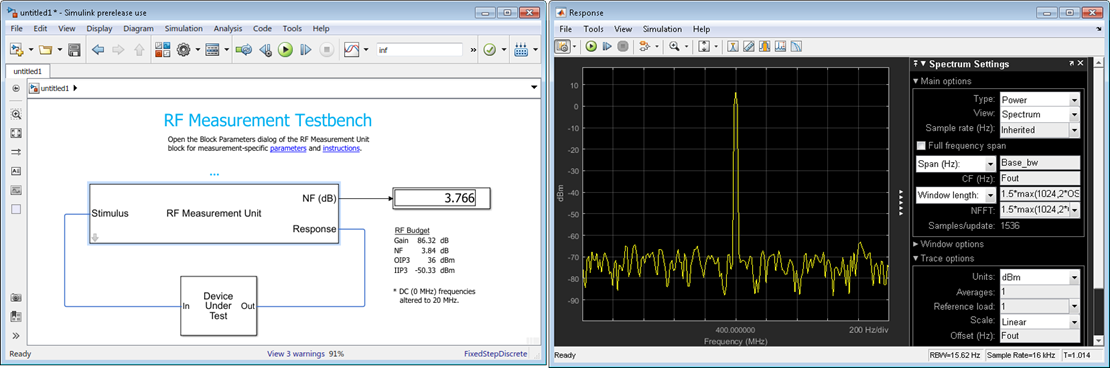 untitled1 * - Simulink prerelease use
File Edit View Display Diagram Simulation Analysis Code Tools Help
inf
untitled1
untitled1
RF Measurement Testbench
Open the Block Parameters dialog of the RF Measurement Unit
block for measurement-specific parameters and instructions.
...
NF (dB)
3.766
Stimulus
RF Measurement Unit
Response
RF Budget
Gain 86.32 dB
NF 3.84 dB
OIP3 36 dBm
IIP3 -50.33 dBm
* DC (0 MHz) frequencies
altered to 20 MHz.
In
Device
Under
Test
Out
Ready
View 3 warnings 91%
FixedStepDiscrete
Response
File Tools View Simulation Help
10
0
-10
-20
-30
-40
-50
-60
-70
-80
-90
dBm
400.000000
200 Hz/div
Frequency (MHz)
Spectrum Settings
Main options
Type: Power
View: Spectrum
Sample rate (Hz): Inherited
Full frequency span
Span (Hz): Base_bw
CF (Hz): Fout
Window length: 1.5*max(1024,2*OS
NFFT: 1.5*max(1024,2*
Samples/update: 1536
Window options
Trace options
Units: dBm
Averages: 1
Reference load: 1
Scale: Linear
Offset (Hz): Fout
Ready
RBW=15.62 Hz Sample Rate=16 kHz T=1.014